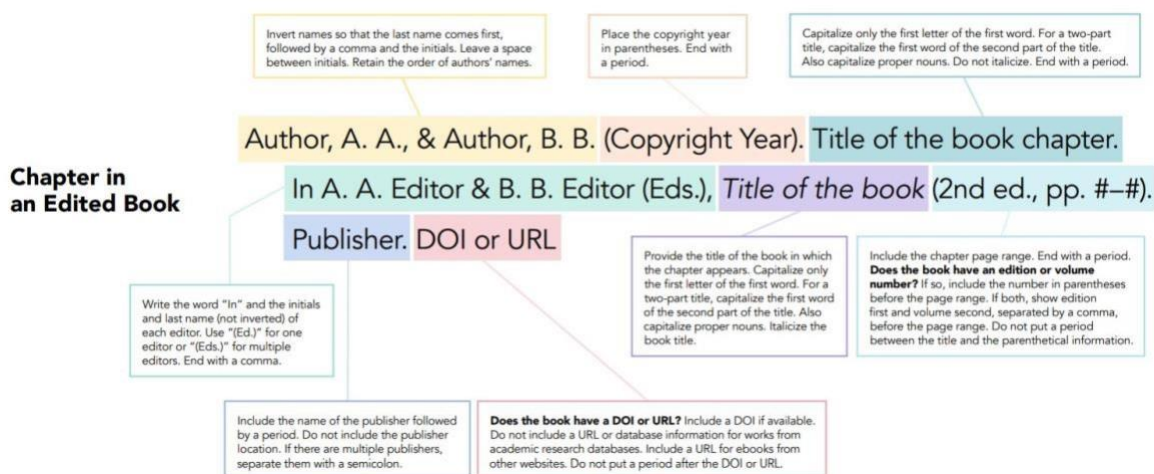 Invert names so that the last name comes first,
followed by a comma and the initials. Leave a space
between initials. Retain the order of authors' names.
Place the copyright year
in parentheses. End with
a period.
Capitalize only the first letter of the first word. For a two-part
title, capitalize the first word of the second part of the title.
Also capitalize proper nouns. Do not italicize. End with a period.
Chapter in
an Edited Book
Author, A. A., & Author, B. B. (Copyright Year). Title of the book chapter.
In A. A. Editor & B. B. Editor (Eds.), Title of the book (2nd ed., pp. #–#).
Publisher. DOI or URL
Write the word "In" and the initials
and last name (not inverted) of
each editor. Use "(Ed.)" for one
editor or "(Eds.)" for multiple
editors. End with a comma.
Provide the title of the book in which
the chapter appears. Capitalize only
the first letter of the first word. For a
two-part title, capitalize the first word
of the second part of the title. Also
capitalize proper nouns. Italicize the
book title.
Include the chapter page range. End with a period.
Does the book have an edition or volume
number? If so, include the number in parentheses
before the page range. If both, show edition
first and volume second, separated by a comma,
before the page range. Do not put a period
between the title and the parenthetical information.
Include the name of the publisher followed
by a period. Do not include the publisher
location. If there are multiple publishers,
separate them with a semicolon.
Does the book have a DOI or URL? Include a DOI if available.
Do not include a URL or database information for works from
academic research databases. Include a URL for ebooks from
other websites. Do not put a period after the DOI or URL.